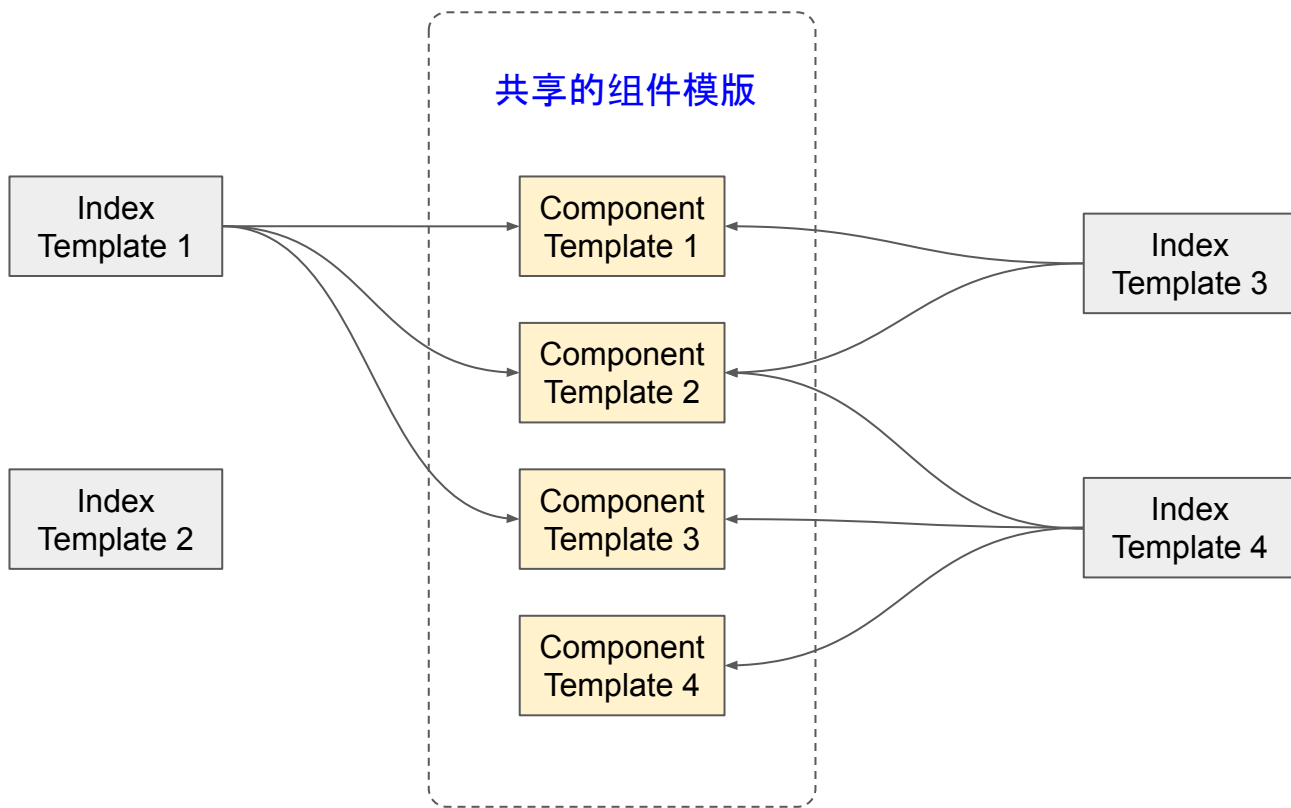 共享的组件模版
Index
Template 1
Index
Template 2
Component
Template 1
Component
Template 2
Component
Template 3
Component
Template 4
Index
Template 3
Index
Template 4